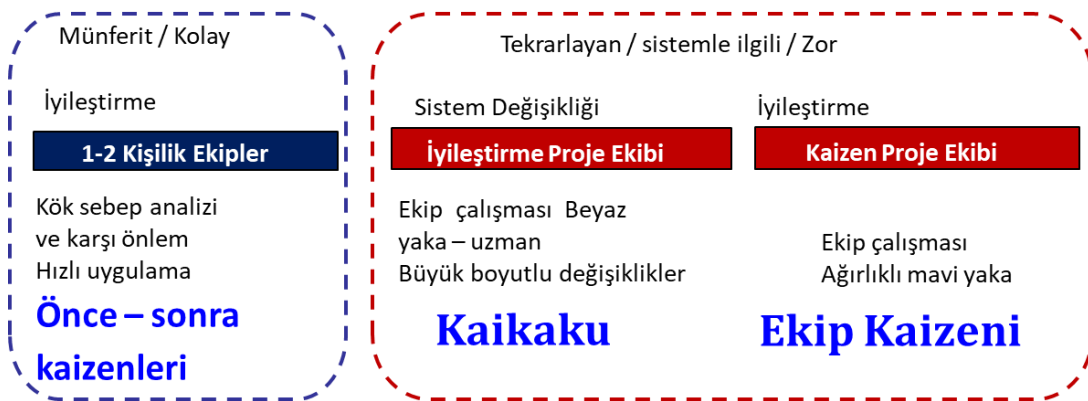 Münferit / Kolay
İyileştirme
1-2 Kişilik Ekipler
Kök sebep analizi
ve karşı önlem
Hızlı uygulama
Önce – sonra
kaizenleri
Tekrarlayan / sistemle ilgili / Zor
Sistem Değişikliği
İyileştirme Proje Ekibi
Ekip çalışması Beyaz
yaka – uzman
Büyük boyutlu değişiklikler
Kaikaku
İyileştirme
Kaizen Proje Ekibi
Ekip çalışması
Ağırlıklı mavi yaka
Ekip Kaizeni